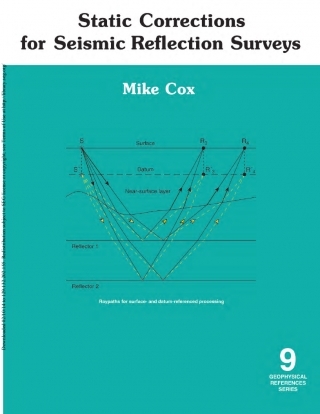 Static Corrections
for Seismic Reflection Surveys
Mike Cox
E
Surface
Datum
Near-surface layer
Reflector 1
Reflector 2
Raypaths for surface- and datum-referenced processing
9
GEOPHYSICAL
REFERENCES
SERIES